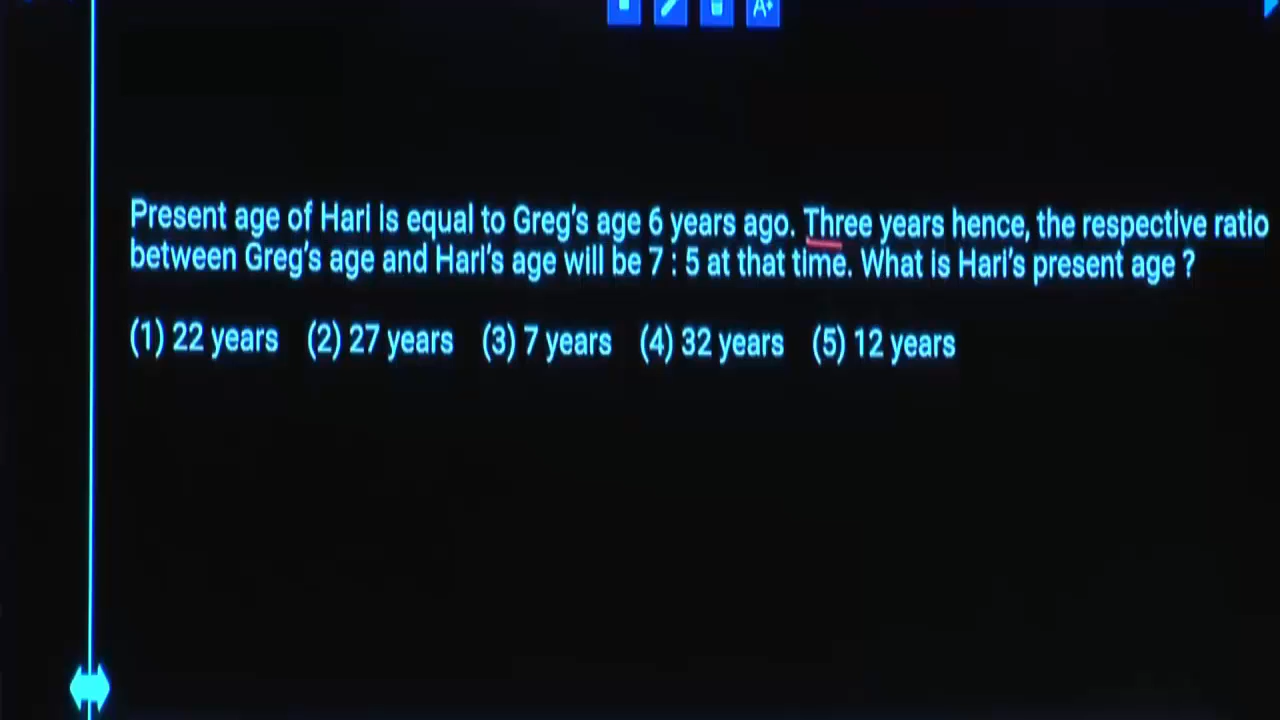 A+
Present age of Hari is equal to Greg's age 6 years ago. Three years hence, the respective ratio
between Greg's age and Hari's age will be 7 : 5 at that time. What is Hari's present age ?
(1) 22 years (2) 27 years (3) 7 years (4) 32 years (5) 12 years